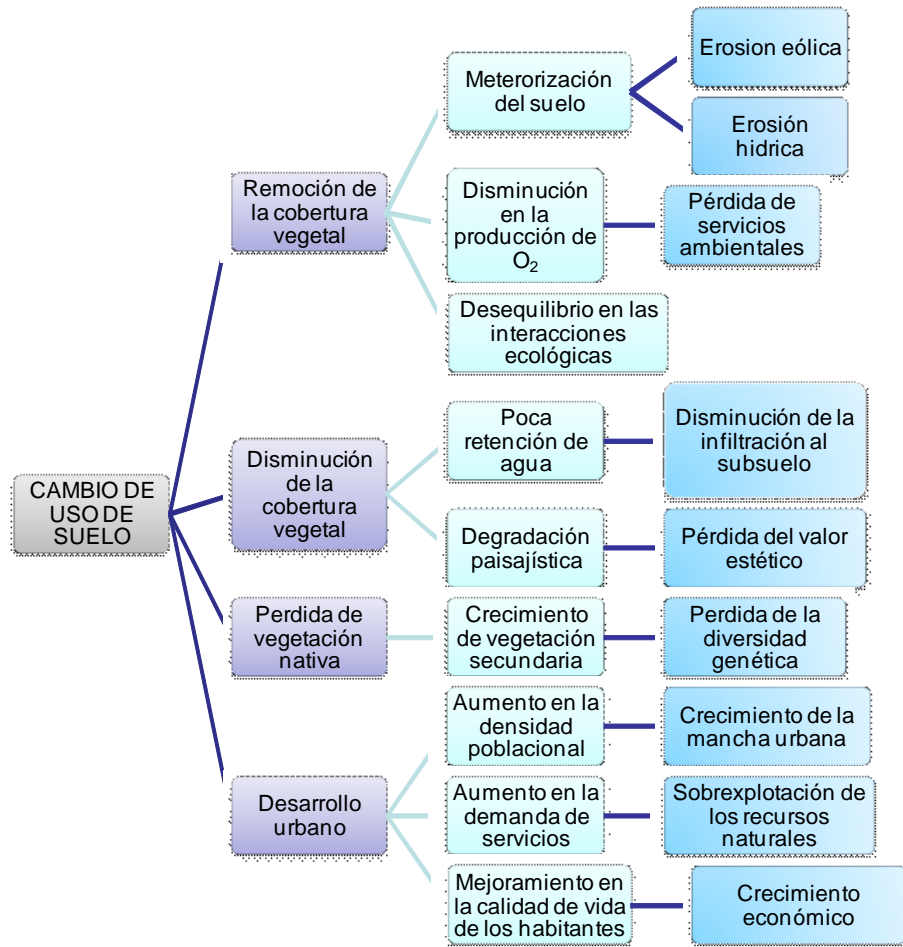 CAMBIO DE
USO DE
SUELO
Remoción de
la cobertura
vegetal
Meterorización
del suelo
Erosion eólica
Erosión
hidrica
Disminución
en la
producción de
O₂
Pérdida de
servicios
ambientales
Desequilibrio en las
interacciones
ecológicas
Disminución
de la
cobertura
vegetal
Poca
retención de
agua
Disminución de la
infiltración al
subsuelo
Degradación
paisajística
Pérdida del valor
estético
Perdida de
vegetación
nativa
Crecimiento
de vegetación
secundaria
Perdida de la
diversidad
genética
Desarrollo
urbano
Aumento en la
densidad
poblacional
Crecimiento de la
mancha urbana
Aumento en la
demanda de
servicios
Sobrexplotación de
los recursos
naturales
Mejoramiento en
la calidad de vida
de los habitantes
Crecimiento
económico